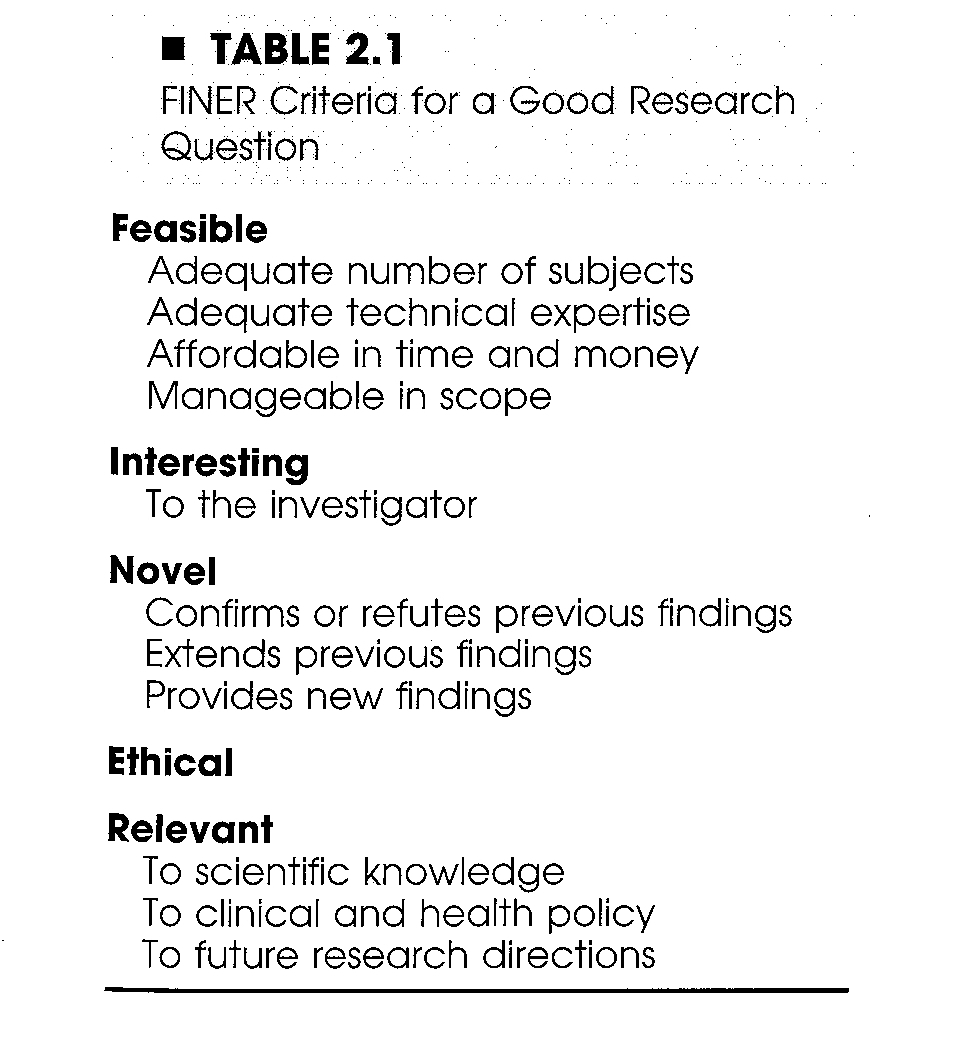 ■ TABLE 2.1
FINER Criteria for a Good Research
Question
Feasible
Adequate number of subjects
Adequate technical expertise
Affordable in time and money
Manageable in scope
Interesting
To the investigator
Novel
Confirms or refutes previous findings
Extends previous findings
Provides new findings
Ethical
Relevant
To scientific knowledge
To clinical and health policy
To future research directions